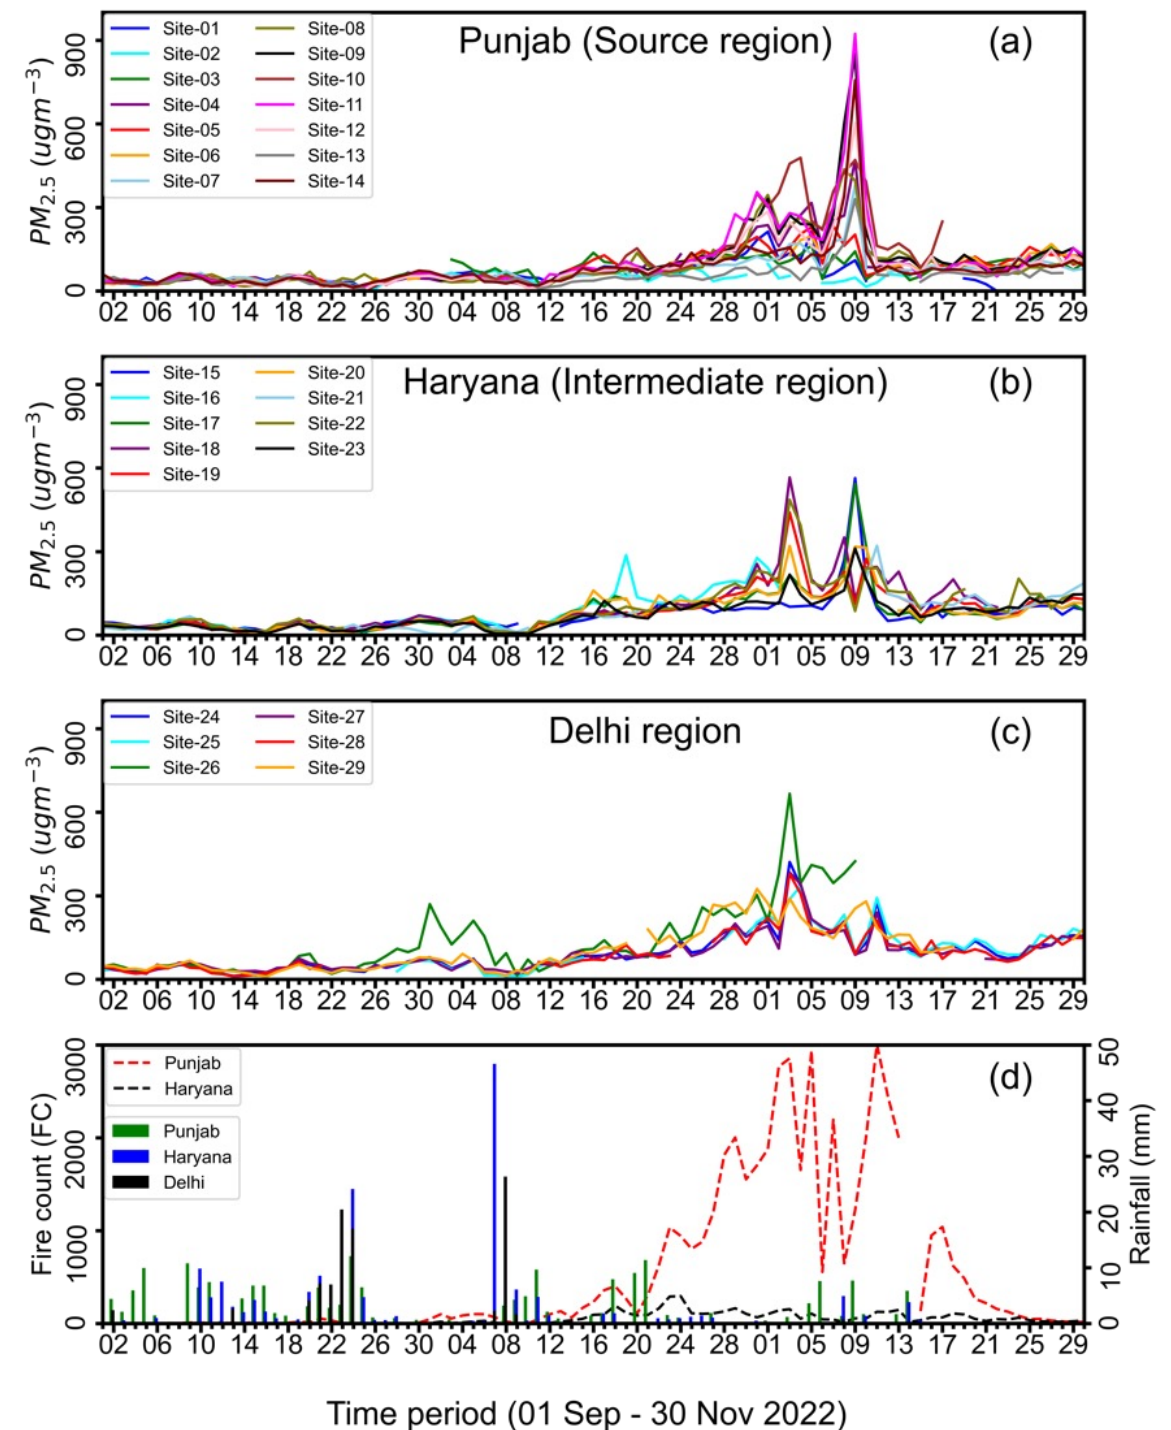 Punjab (Source region)
(a)
Site-01
Site-02
Site-03
Site-04
Site-05
Site-06
Site-07
Site-08
Site-09
Site-10
Site-11
Site-12
Site-13
Site-14
PM2.5 (ugm−3)
900
600
300
0
02 06 10 14 18 22 26 30 04 08 12 16 20 24 28 01 05 09 13 17 21 25 29
Haryana (Intermediate region)
(b)
Site-15
Site-16
Site-17
Site-18
Site-19
Site-20
Site-21
Site-22
Site-23
PM2.5 (ugm−3)
900
600
300
0
02 06 10 14 18 22 26 30 04 08 12 16 20 24 28 01 05 09 13 17 21 25 29
Delhi region
(c)
Site-24
Site-25
Site-26
Site-27
Site-28
Site-29
PM2.5 (ugm−3)
900
600
300
0
02 06 10 14 18 22 26 30 04 08 12 16 20 24 28 01 05 09 13 17 21 25 29
(d)
Punjab
Haryana
Punjab
Haryana
Delhi
Fire count (FC)
3000
2000
1000
0
Rainfall (mm)
50
40
30
20
10
0
02 06 10 14 18 22 26 30 04 08 12 16 20 24 28 01 05 09 13 17 21 25 29
Time period (01 Sep - 30 Nov 2022)